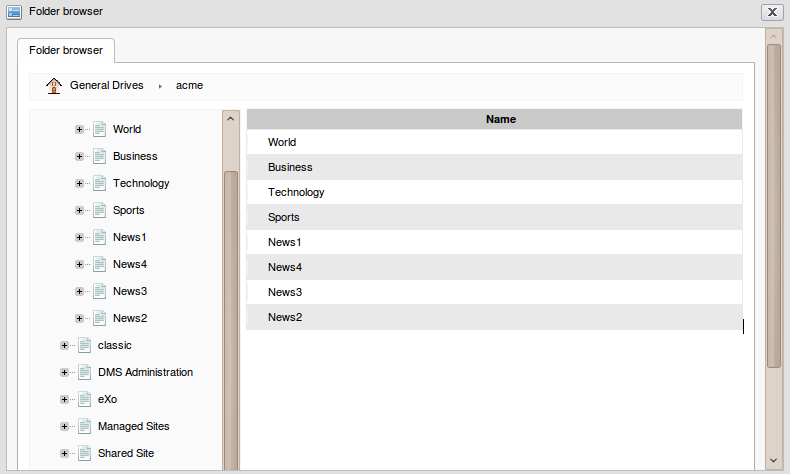 Folder browser
Folder browser
General Drives acme
World
Business
Technology
Sports
News1
News4
News3
News2
classic
DMS Administration
eXo
Managed Sites
Shared Site
Name
World
Business
Technology
Sports
News1
News4
News3
News2